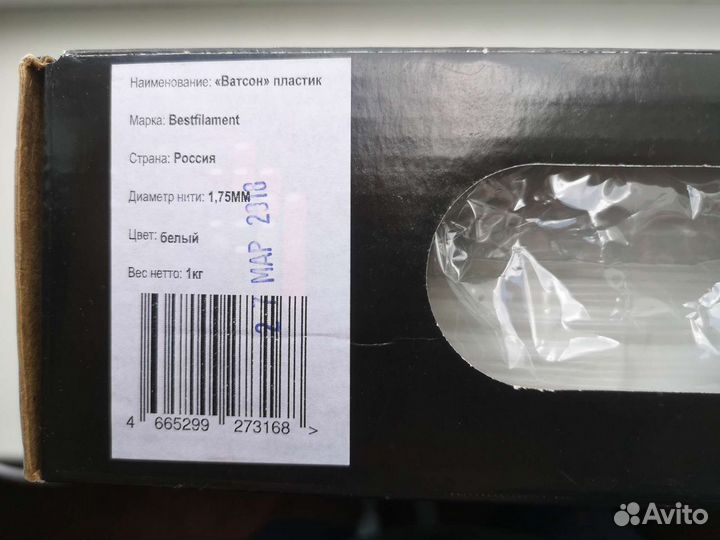 Наименование: «Ватсон» пластик
Марка: Bestfilament
Страна: Россия
Диаметр нити: 1,75ММ
Цвет: белый
Вес нетто: 1кг
МАР 2018
4 665299 273168 >
Avito